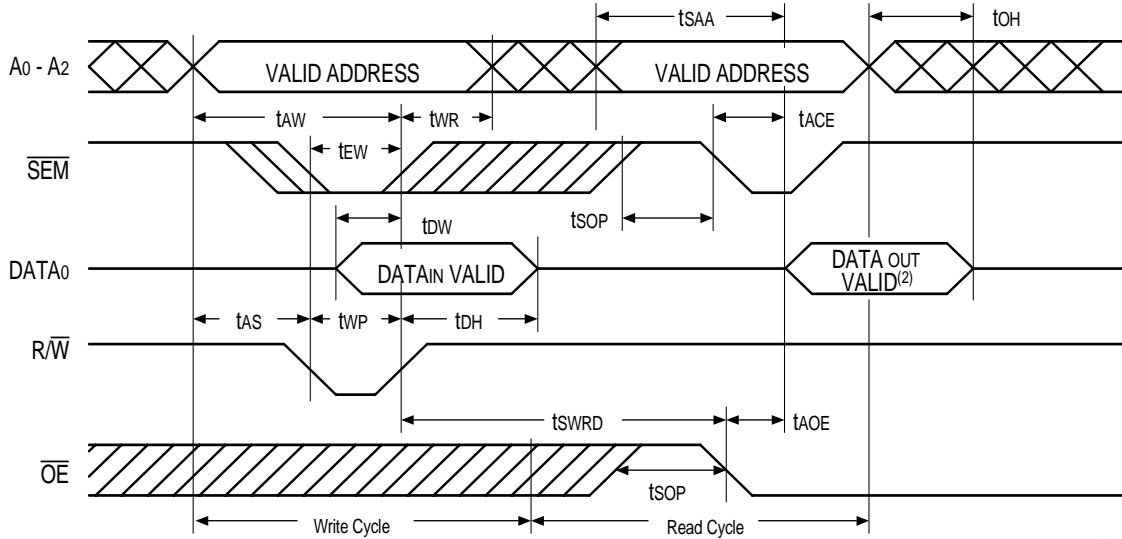 tSAA
tOH
A0 - A2
VALID ADDRESS
VALID ADDRESS
tAW
tWR
tACE
tEW
SEM
tSOP
tDW
DATA0
DATAIN VALID
DATA OUT
VALID(2)
tAS
tWP
tDH
R/W
tSWRD
tAOE
OE
tSOP
Write Cycle
Read Cycle